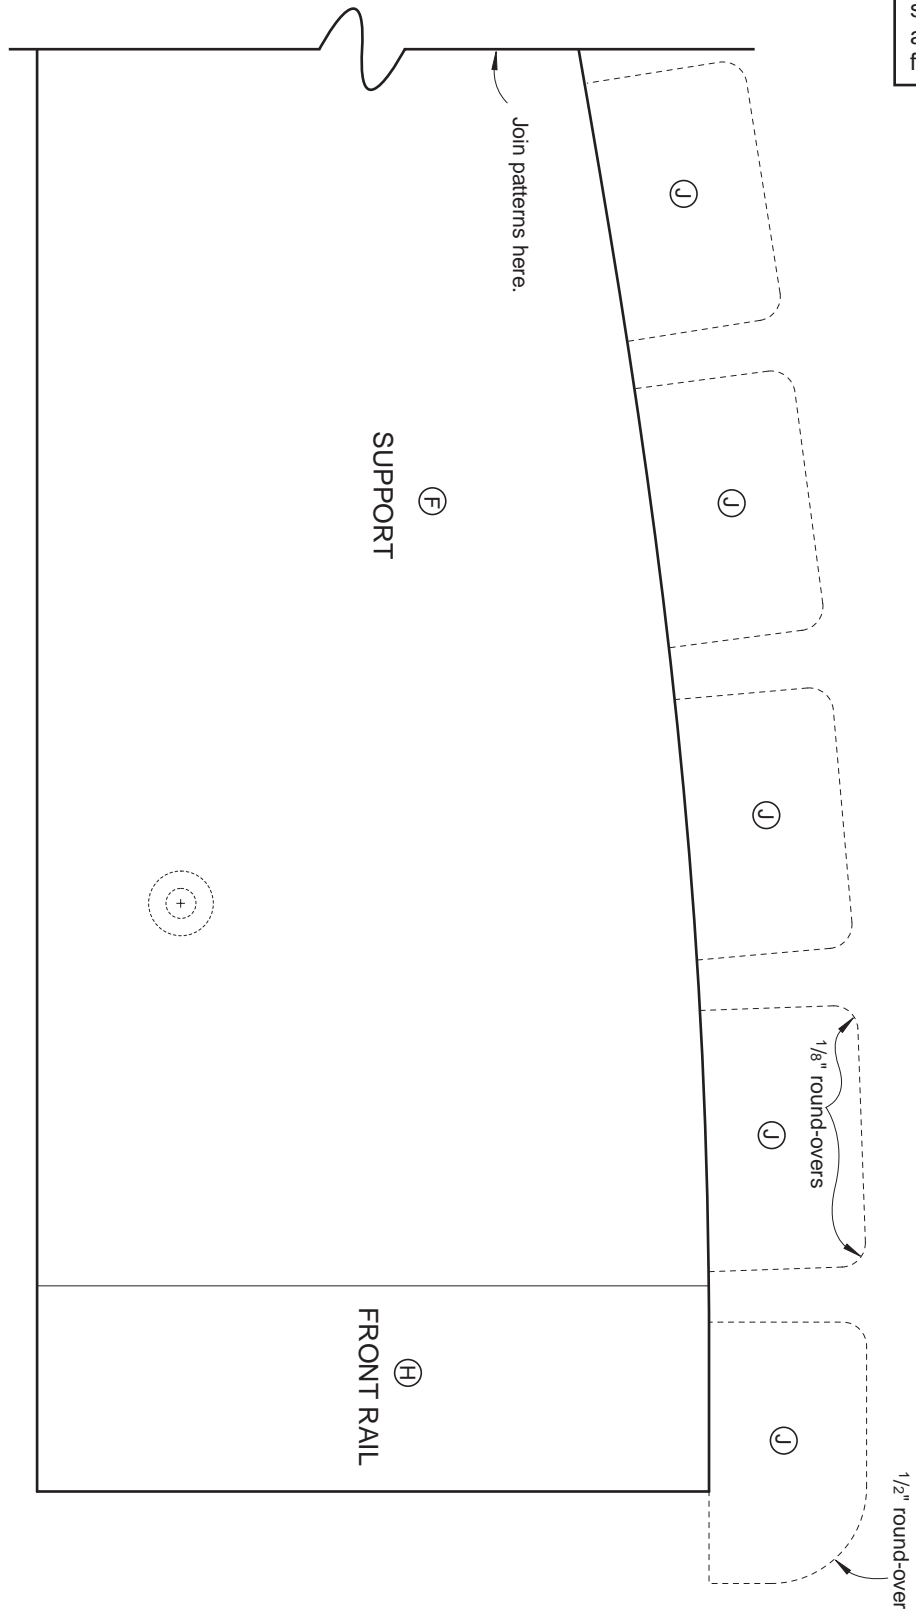 Join patterns here.
J
J
F
SUPPORT
J
J
1/8" round-overs
H
FRONT RAIL
J
1/2" round-over